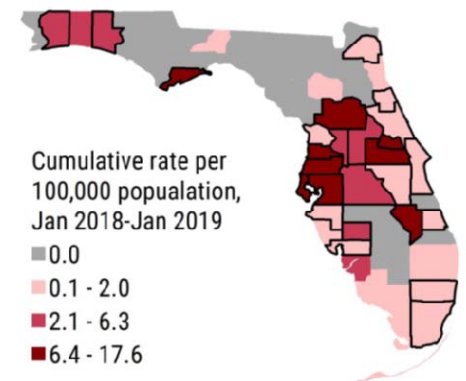 Cumulative rate per
100,000 popualation,
Jan 2018-Jan 2019
0.0
0.1 - 2.0
2.1 - 6.3
6.4 - 17.6